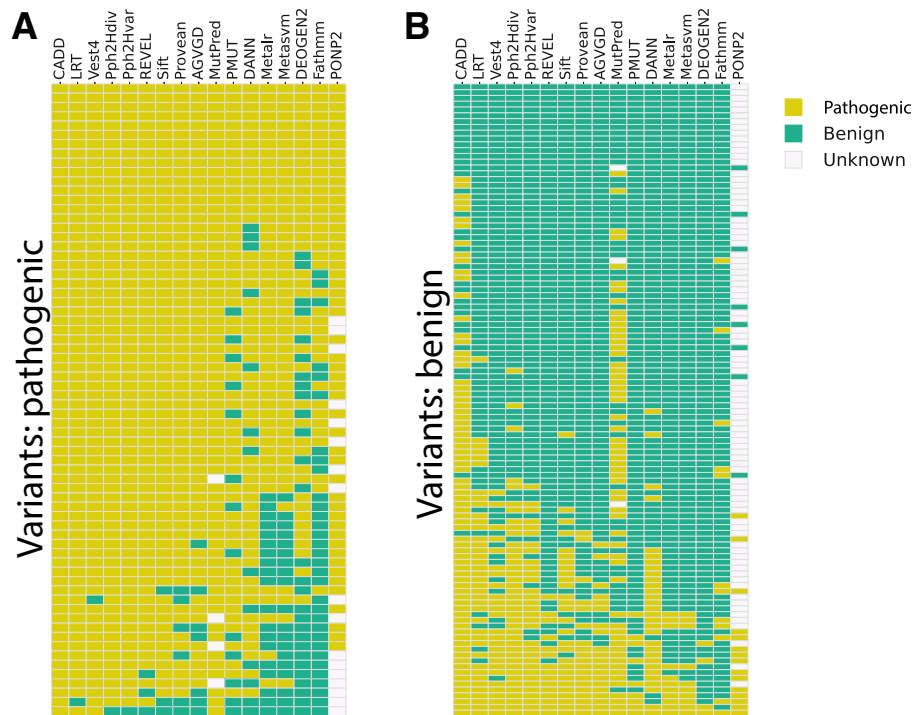 A
CADD
LRT
Vest4
Pph2Hdiv
Pph2Hvar
REVEL
Sift
Provean
AGVGD
MutPred
PMUT
DANN
Metalr
Metasvm
DEOGEN2
Fathmm
PONP2
Variants: pathogenic
B
CADD
LRT
Vest4
Pph2Hdiv
Pph2Hvar
REVEL
Sift
Provean
AGVGD
MutPred
PMUT
DANN
Metalr
Metasvm
DEOGEN2
Fathmm
PONP2
Variants: benign
Pathogenic
Benign
Unknown